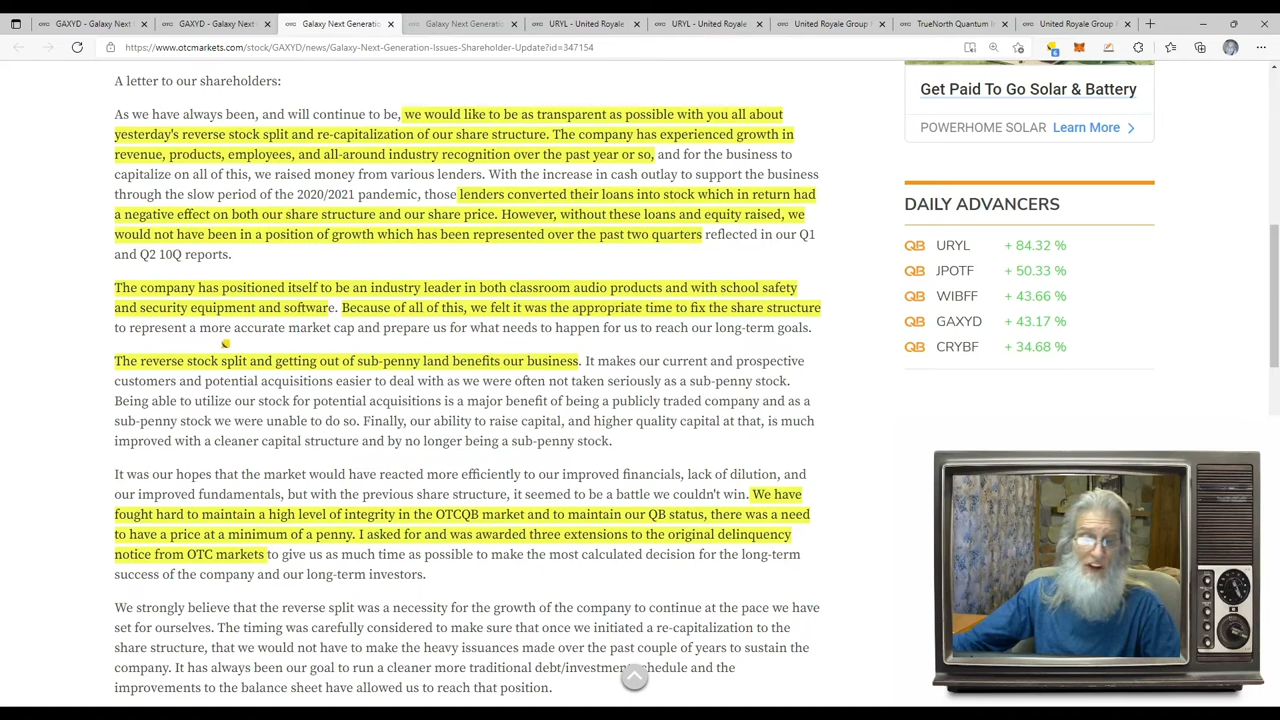 GAXYD - Galaxy Next
GAXYD - Galaxy Next
Galaxy Next Generatio
Galaxy Next Generation
URYL - United Royale
URYL - United Royale
United Royale Group
TrueNorth Quantum In
United Royale Group
https://www.otcmarkets.com/stock/GAXYD/news/Galaxy-Next-Generation-Issues-Shareholder-Update?id=347154
A letter to our shareholders:
As we have always been, and will continue to be, we would like to be as transparent as possible with you all about
yesterday's reverse stock split and re-capitalization of our share structure. The company has experienced growth in
revenue, products, employees, and all-around industry recognition over the past year or so, and for the business to
capitalize on all of this, we raised money from various lenders. With the increase in cash outlay to support the business
through the slow period of the 2020/2021 pandemic, those lenders converted their loans into stock which in return had
a negative effect on both our share structure and our share price. However, without these loans and equity raised, we
would not have been in a position of growth which has been represented over the past two quarters reflected in our Q1
and Q2 10Q reports.
The company has positioned itself to be an industry leader in both classroom audio products and with school safety
and security equipment and software. Because of all of this, we felt it was the appropriate time to fix the share structure
to represent a more accurate market cap and prepare us for what needs to happen for us to reach our long-term goals.
The reverse stock split and getting out of sub-penny land benefits our business. It makes our current and prospective
customers and potential acquisitions easier to deal with as we were often not taken seriously as a sub-penny stock.
Being able to utilize our stock for potential acquisitions is a major benefit of being a publicly traded company and as a
sub-penny stock we were unable to do so. Finally, our ability to raise capital, and higher quality capital at that, is much
improved with a cleaner capital structure and by no longer being a sub-penny stock.
It was our hopes that the market would have reacted more efficiently to our improved financials, lack of dilution, and
our improved fundamentals, but with the previous share structure, it seemed to be a battle we couldn't win. We have
fought hard to maintain a high level of integrity in the OTCQB market and to maintain our QB status, there was a need
to have a price at a minimum of a penny. I asked for and was awarded three extensions to the original delinquency
notice from OTC markets to give us as much time as possible to make the most calculated decision for the long-term
success of the company and our long-term investors.
We strongly believe that the reverse split was a necessity for the growth of the company to continue at the pace we have
set for ourselves. The timing was carefully considered to make sure that once we initiated a re-capitalization to the
share structure, that we would not have to make the heavy issuances made over the past couple of years to sustain the
company. It has always been our goal to run a cleaner more traditional debt/investment schedule and the
improvements to the balance sheet have allowed us to reach that position.
Get Paid To Go Solar & Battery
POWERHOME SOLAR Learn More
DAILY ADVANCERS
QB URYL + 84.32 %
QB JPOTF + 50.33 %
QB WIBFF + 43.66 %
QB GAXYD + 43.17 %
QB CRYBF + 34.68 %